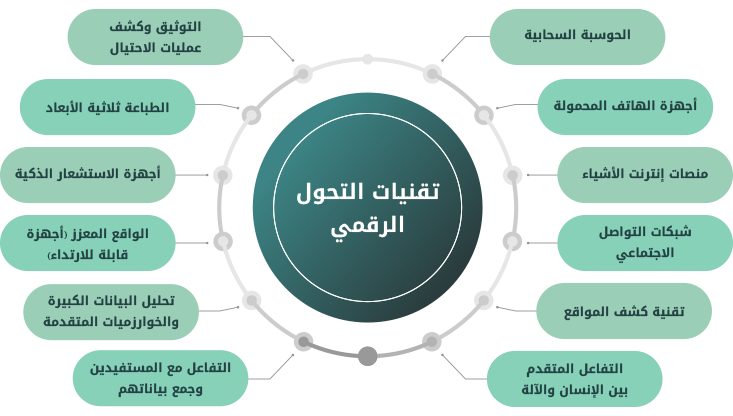 تقنيات التحول
الرقمي
الحوسبة السحابية
أجهزة الهاتف المحمولة
منصات إنترنت الأشياء
شبكات التواصل
الاجتماعي
تقنية كشف المواقع
التفاعل المتقدم
بين الإنسان والآلة
التوثيق وكشف
عمليات الاحتيال
الطباعة ثلاثية الأبعاد
أجهزة الاستشعار الذكية
الواقع المعزز (أجهزة
قابلة للارتداء)
تحليل البيانات الكبيرة
والخوارزميات المتقدمة
التفاعل مع المستفيدين
وجمع بياناتهم